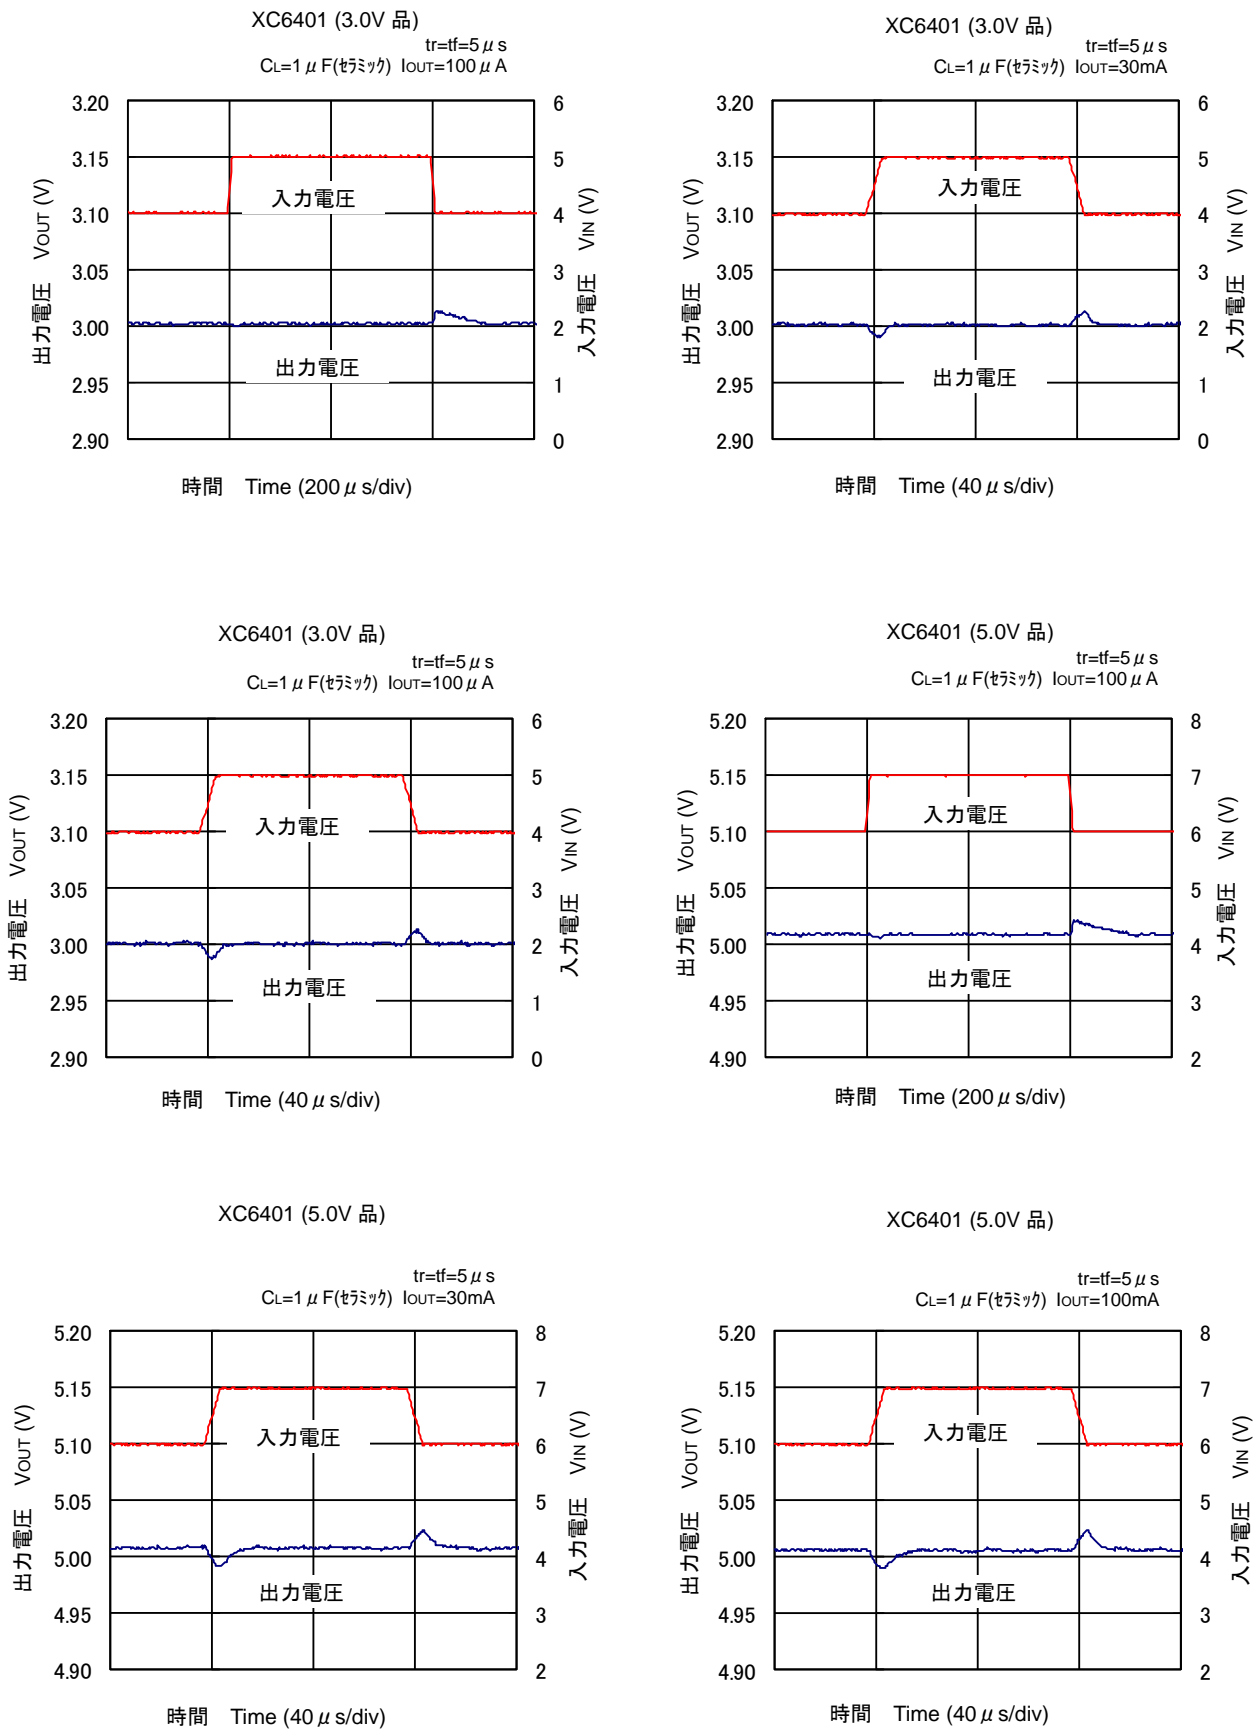 XC6401 (3.0V 品)
tr=tf=5μs
CL=1μF(セラミック) IOUT=100μA
3.20
3.15
3.10
3.05
3.00
2.95
2.90
6
5
4
3
2
1
0
出力電圧 VOUT (V)
入力電圧 VIN (V)
入力電圧
出力電圧
時間 Time (200μs/div)
XC6401 (3.0V 品)
tr=tf=5μs
CL=1μF(セラミック) IOUT=30mA
3.20
3.15
3.10
3.05
3.00
2.95
2.90
6
5
4
3
2
1
0
出力電圧 VOUT (V)
入力電圧 VIN (V)
入力電圧
出力電圧
時間 Time (40μs/div)
XC6401 (3.0V 品)
tr=tf=5μs
CL=1μF(セラミック) IOUT=100μA
3.20
3.15
3.10
3.05
3.00
2.95
2.90
6
5
4
3
2
1
0
出力電圧 VOUT (V)
入力電圧 VIN (V)
入力電圧
出力電圧
時間 Time (40μs/div)
XC6401 (5.0V 品)
tr=tf=5μs
CL=1μF(セラミック) IOUT=100μA
5.20
5.15
5.10
5.05
5.00
4.95
4.90
8
7
6
5
4
3
2
出力電圧 VOUT (V)
入力電圧 VIN (V)
入力電圧
出力電圧
時間 Time (200μs/div)
XC6401 (5.0V 品)
tr=tf=5μs
CL=1μF(セラミック) IOUT=30mA
5.20
5.15
5.10
5.05
5.00
4.95
4.90
8
7
6
5
4
3
2
出力電圧 VOUT (V)
入力電圧 VIN (V)
入力電圧
出力電圧
時間 Time (40μs/div)
XC6401 (5.0V 品)
tr=tf=5μs
CL=1μF(セラミック) IOUT=100mA
5.20
5.15
5.10
5.05
5.00
4.95
4.90
8
7
6
5
4
3
2
出力電圧 VOUT (V)
入力電圧 VIN (V)
入力電圧
出力電圧
時間 Time (40μs/div)